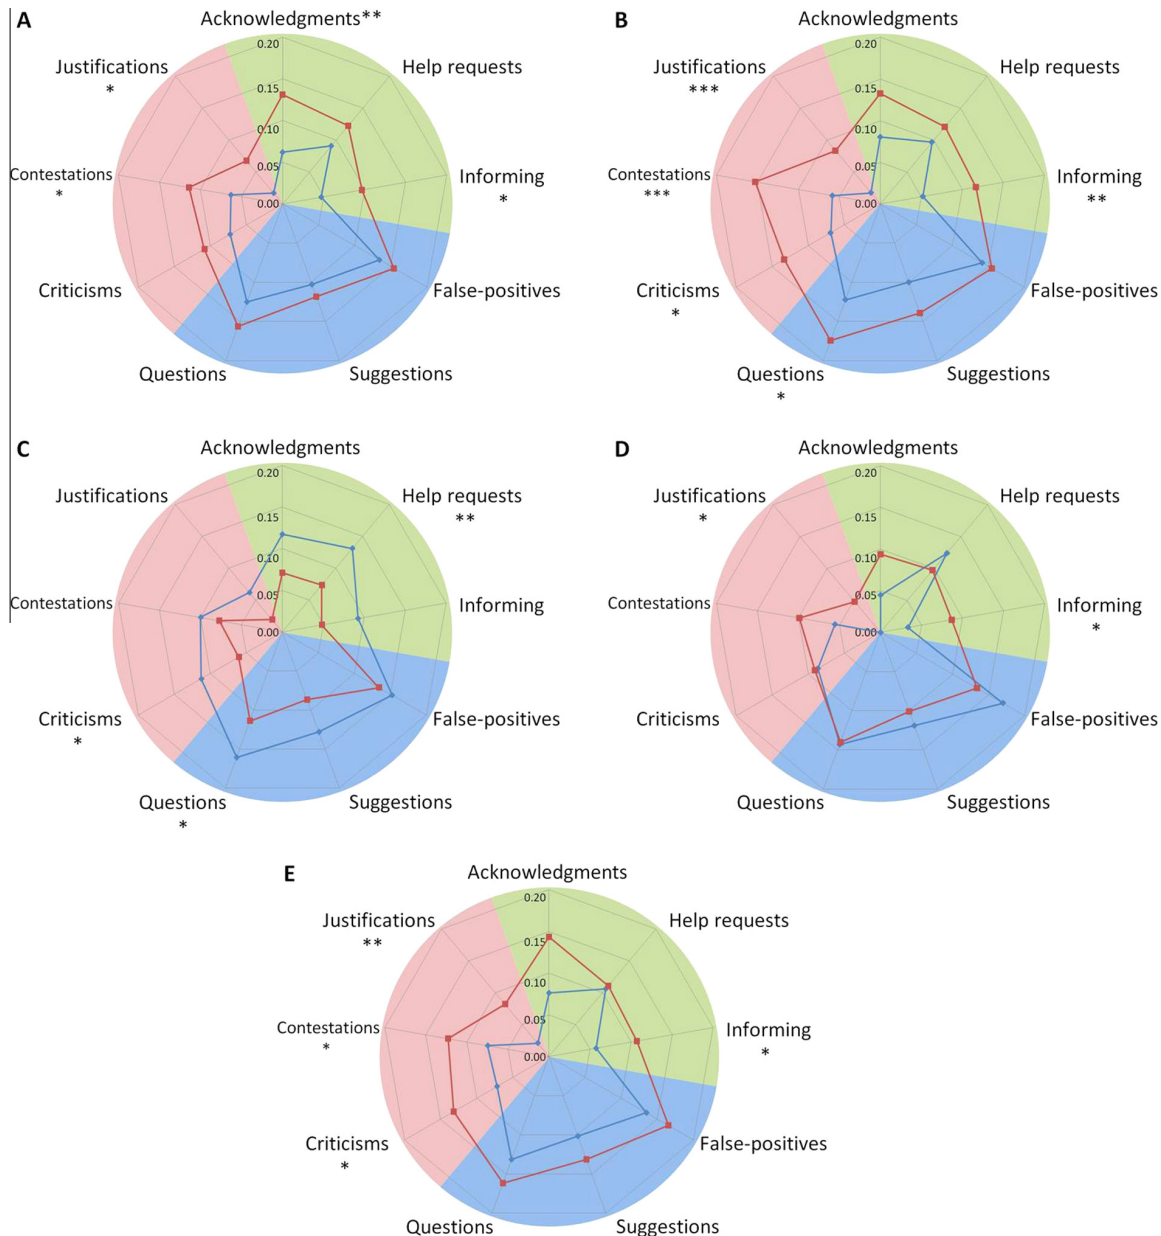 A
Acknowledgments**
Justifications
*
Help requests
Contestations
*
Informing
*
Criticisms
False-positives
Questions
Suggestions
0.20
0.15
0.10
0.05
0.00
B
Acknowledgments
Justifications
***
Help requests
Contestations
***
Informing
**
Criticisms
*
False-positives
Questions
*
Suggestions
0.20
0.15
0.10
0.05
0.00
C
Acknowledgments
Justifications
Help requests
**
Contestations
Informing
Criticisms
*
False-positives
Questions
*
Suggestions
0.20
0.15
0.10
0.05
0.00
D
Acknowledgments
Justifications
*
Help requests
Contestations
Informing
*
Criticisms
False-positives
Questions
Suggestions
0.20
0.15
0.10
0.05
0.00
E
Acknowledgments
Justifications
**
Help requests
Contestations
*
Informing
*
Criticisms
*
False-positives
Questions
Suggestions
0.20
0.15
0.10
0.05
0.00